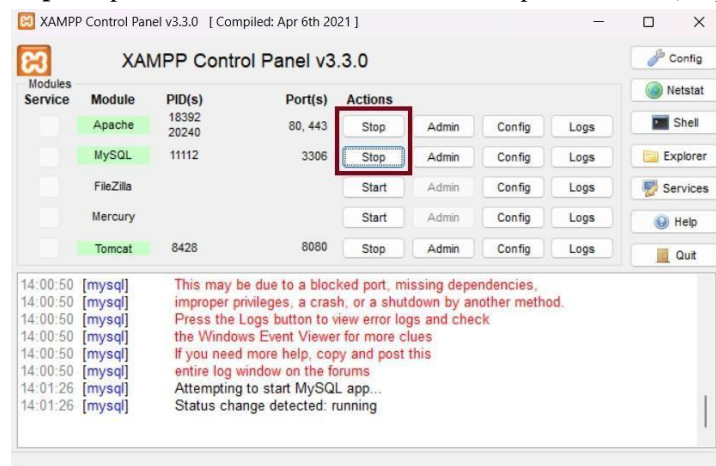 XAMPP Control Panel v3.3.0 [ Compiled: Apr 6th 2021 ]
XAMPP Control Panel v3.3.0
Config
Modules
Service Module PID(s) Port(s) Actions
Netstat
Apache 18392 20240 80, 443 Stop Admin Config Logs
Shell
MySQL 11112 3306 Stop Admin Config Logs
Explorer
FileZilla Start Admin Config Logs
Services
Mercury Start Admin Config Logs
Help
Tomcat 8428 8080 Stop Admin Config Logs
Quit
14:00:50 [mysql] This may be due to a blocked port, missing dependencies,
14:00:50 [mysql] improper privileges, a crash, or a shutdown by another method.
14:00:50 [mysql] Press the Logs button to view error logs and check
14:00:50 [mysql] the Windows Event Viewer for more clues
14:00:50 [mysql] If you need more help, copy and post this
14:00:50 [mysql] entire log window on the forums
14:01:26 [mysql] Attempting to start MySQL app...
14:01:26 [mysql] Status change detected: running